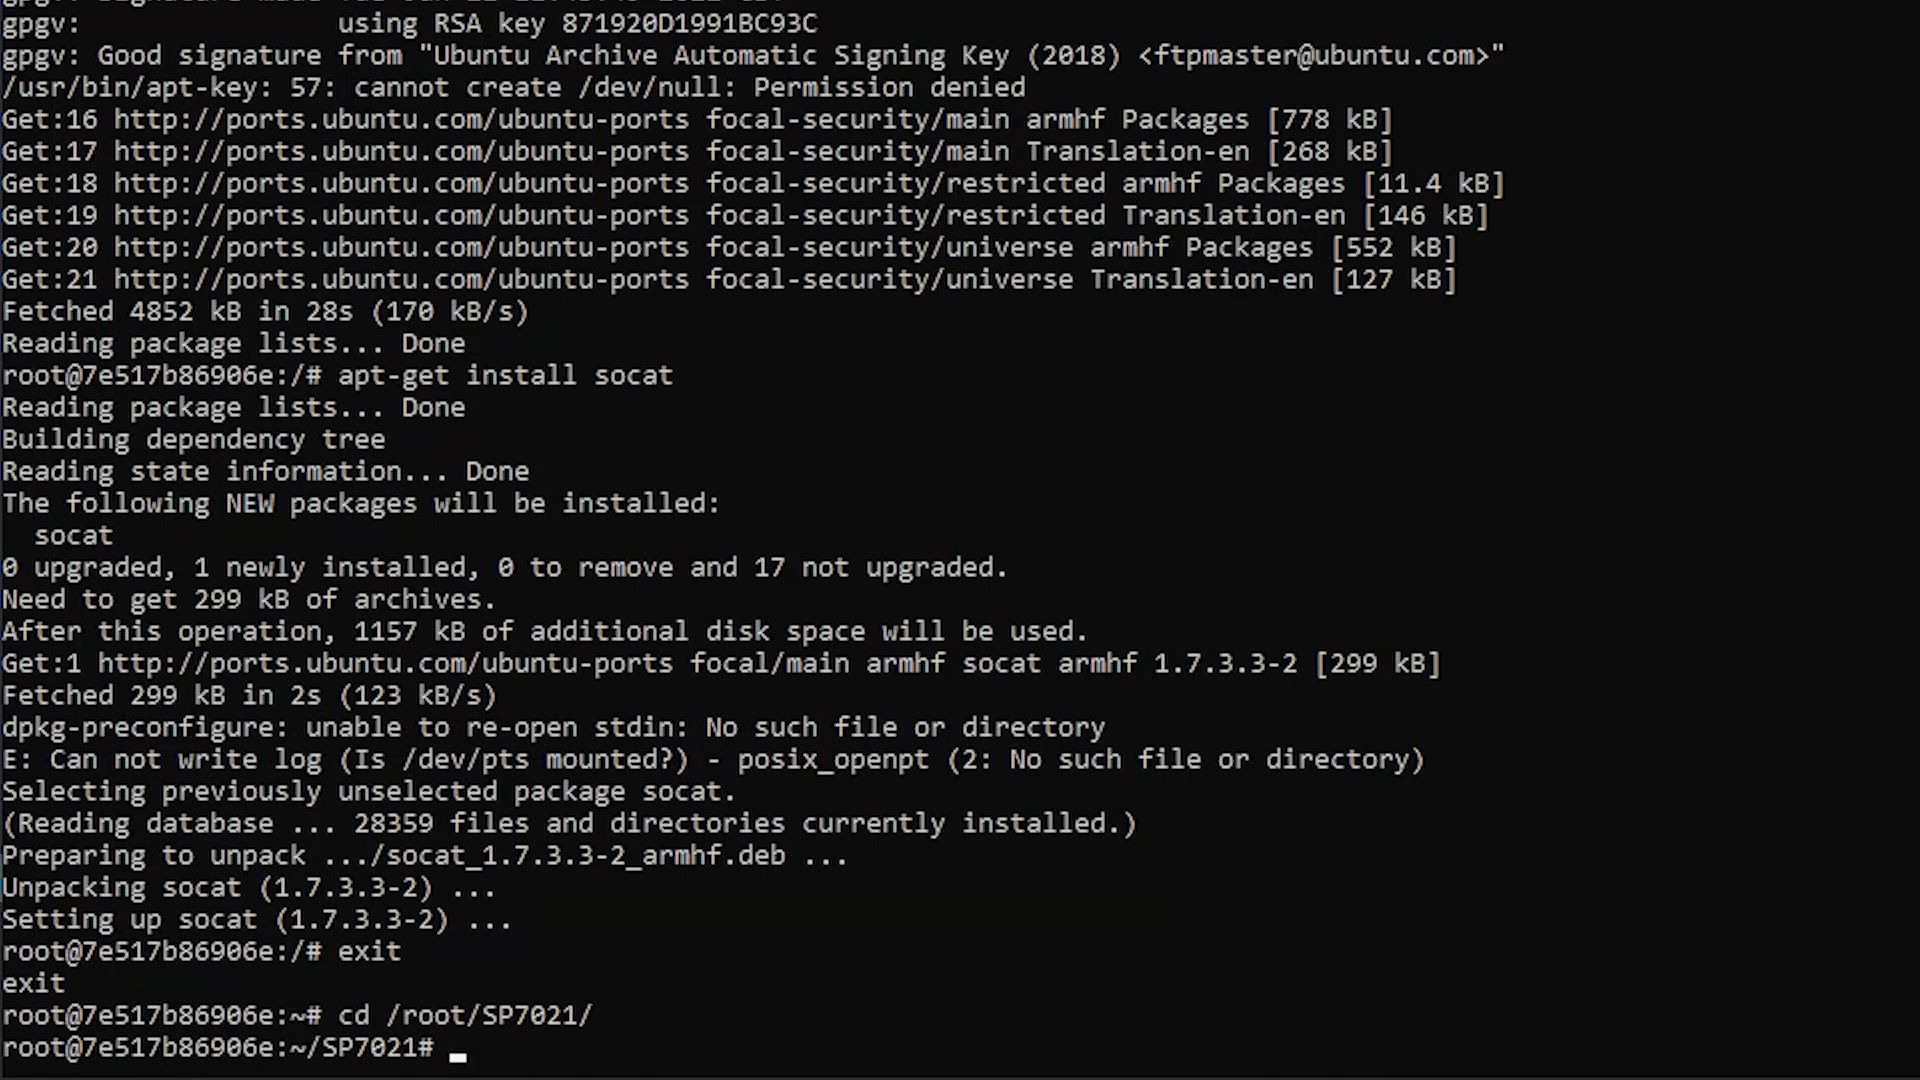 gpgv:                using RSA key 871920D1991BC93C
gpgv: Good signature from "Ubuntu Archive Automatic Signing Key (2018) <ftpmaster@ubuntu.com>"
/usr/bin/apt-key: 57: cannot create /dev/null: Permission denied
Get:16 http://ports.ubuntu.com/ubuntu-ports focal-security/main armhf Packages [778 kB]
Get:17 http://ports.ubuntu.com/ubuntu-ports focal-security/main Translation-en [268 kB]
Get:18 http://ports.ubuntu.com/ubuntu-ports focal-security/restricted armhf Packages [11.4 kB]
Get:19 http://ports.ubuntu.com/ubuntu-ports focal-security/restricted Translation-en [146 kB]
Get:20 http://ports.ubuntu.com/ubuntu-ports focal-security/universe armhf Packages [552 kB]
Get:21 http://ports.ubuntu.com/ubuntu-ports focal-security/universe Translation-en [127 kB]
Fetched 4852 kB in 28s (170 kB/s)
Reading package lists... Done
root@7e517b86906e:/# apt-get install socat
Reading package lists... Done
Building dependency tree
Reading state information... Done
The following NEW packages will be installed:
  socat
0 upgraded, 1 newly installed, 0 to remove and 17 not upgraded.
Need to get 299 kB of archives.
After this operation, 1157 kB of additional disk space will be used.
Get:1 http://ports.ubuntu.com/ubuntu-ports focal/main armhf socat armhf 1.7.3.3-2 [299 kB]
Fetched 299 kB in 2s (123 kB/s)
dpkg-preconfigure: unable to re-open stdin: No such file or directory
E: Can not write log (Is /dev/pts mounted?) - posix_openpt (2: No such file or directory)
Selecting previously unselected package socat.
(Reading database ... 28359 files and directories currently installed.)
Preparing to unpack .../socat_1.7.3.3-2_armhf.deb ...
Unpacking socat (1.7.3.3-2) ...
Setting up socat (1.7.3.3-2) ...
root@7e517b86906e:/# exit
exit
root@7e517b86906e:~# cd /root/SP7021/
root@7e517b86906e:~/SP7021#